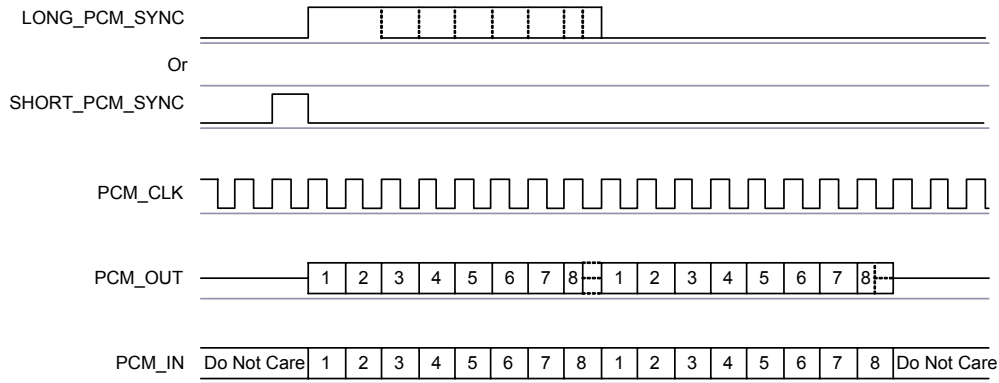 LONG_PCM_SYNC
Or
SHORT_PCM_SYNC
PCM_CLK
PCM_OUT 1 2 3 4 5 6 7 8 1 2 3 4 5 6 7 8
PCM_IN Do Not Care 1 2 3 4 5 6 7 8 1 2 3 4 5 6 7 8 Do Not Care